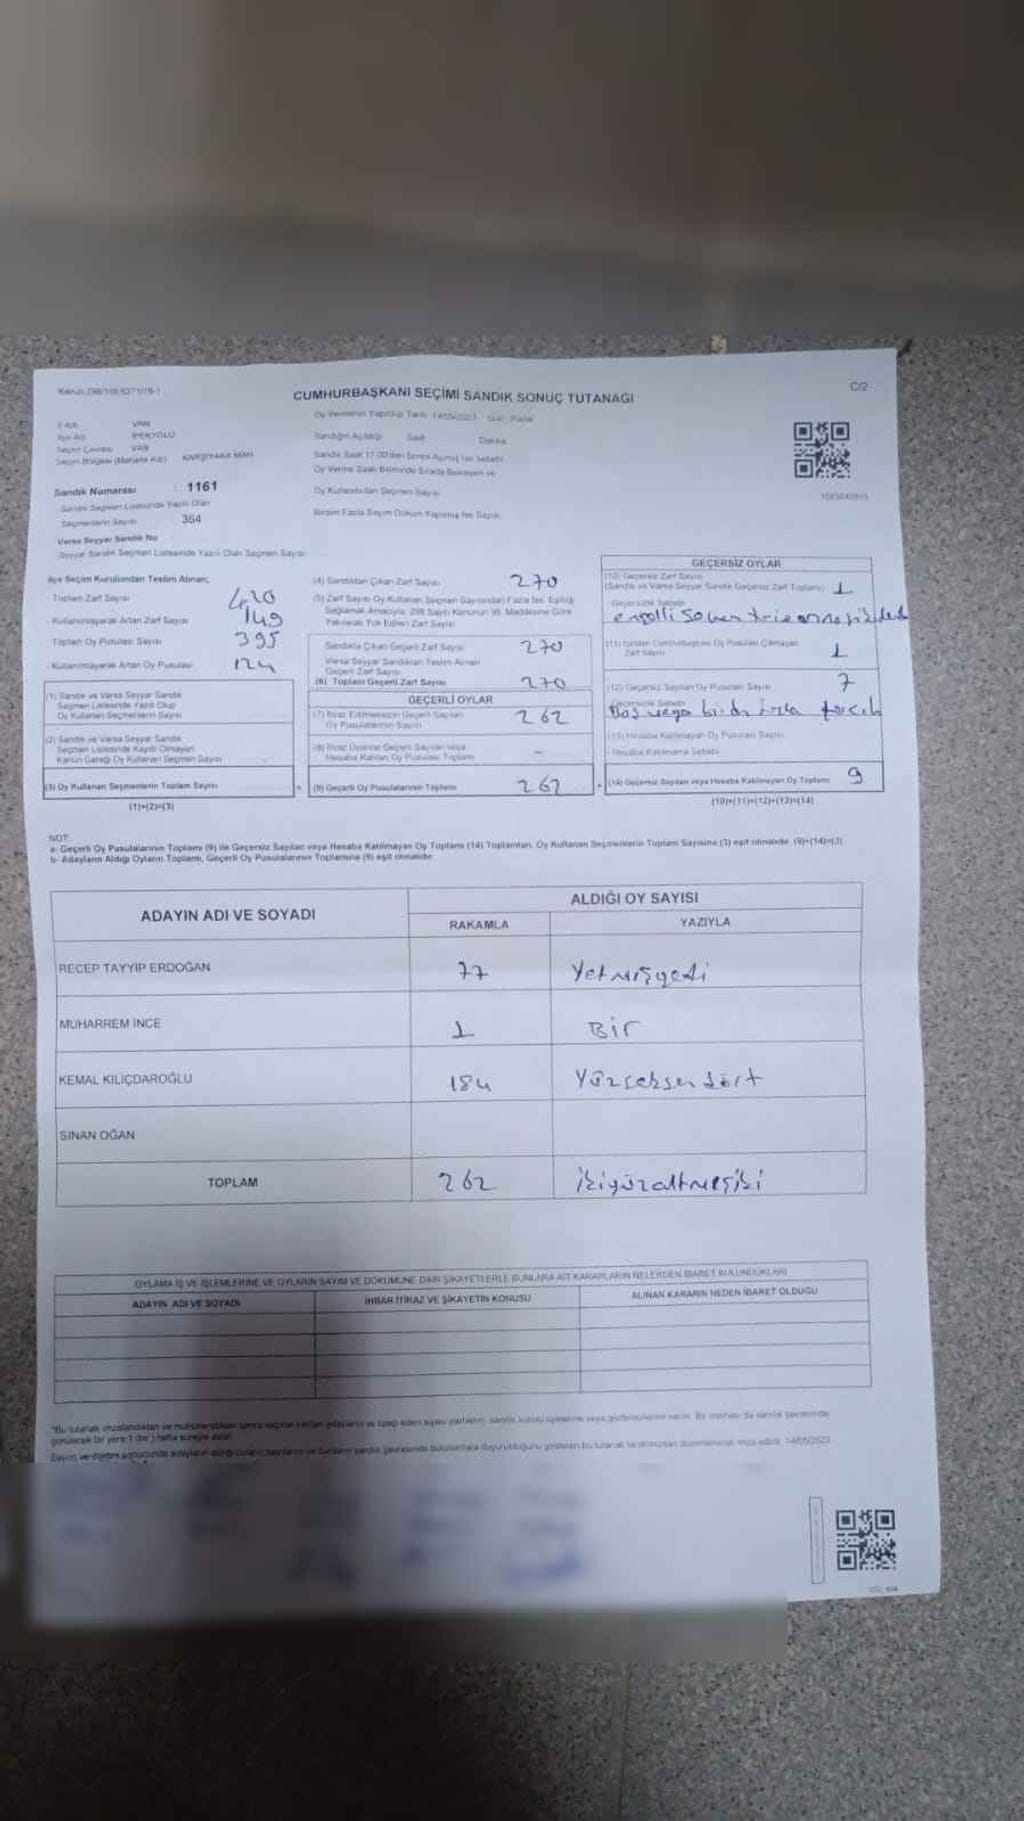 Kanun 298/105,6271/18-1
CUMHURBAŞKANI SEÇİMİ SANDIK SONUÇ TUTANAĞI
C/2
Oy Vermenin Yapıldığı Tarih 14/05/2023 Gün Pazar
İl Adı VAN
İlçe Adı İPEKYOLU
Seçim Çevresi VAN
Seçim Bölgesi (Mahalle Adı) KARŞIYAKA MAH
Sandığın Açıldığı Saat Dakika
Sandık Saat 17.00'den Sonra Açılmış İse Sebebi
Oy Verme Saati Bitiminde Sırada Bekleyen ve
Oy Kullandırılan Seçmen Sayısı
Birden Fazla Sayım Döküm Yapılmış İse Sayısı
Sandık Numarası : 1161
Sandık Seçmen Listesinde Yazılı Olan
Seçmenlerin Sayısı 364
Varsa Seyyar Sandık No
Seyyar Sandık Seçmen Listesinde Yazılı Olan Seçmen Sayısı
İlçe Seçim Kurulundan Teslim Alınan;
- Toplam Zarf Sayısı 420
- Kullanılmayarak Artan Zarf Sayısı 149
Toplam Oy Pusulası Sayısı 395
- Kullanılmayarak Artan Oy Pusulası 124
(1) Sandık ve Varsa Seyyar Sandık
Seçmen Listesinde Yazılı Olup
Oy Kullanan Seçmenlerin Sayısı
(2) Sandık ve Varsa Seyyar Sandık
Seçmen Listesinde Kayıtlı Olmayan
Kanun Gereği Oy Kullanan Seçmen Sayısı
(3) Oy Kullanan Seçmenlerin Toplam Sayısı
(1)+(2)=(3)
(4) Sandıktan Çıkan Zarf Sayısı 270
(5) Zarf Sayısı Oy Kullanan Seçmen Sayısından Fazla İse, Eşitliği
Sağlamak Amacıyla, 298 Sayılı Kanunun 98. Maddesine Göre
Yakılarak Yok Edilen Zarf Sayısı
Sandıkta Çıkan Geçerli Zarf Sayısı 270
Varsa Seyyar Sandıktan Teslim Alınan
Geçerli Zarf Sayısı
(6) Toplam Geçerli Zarf Sayısı 270
GEÇERLİ OYLAR
(7) İtiraz Edilmeksizin Geçerli Sayılan
Oy Pusulalarının Sayısı 262
(8) İtiraz Üzerine Geçerli Sayılan veya
Hesaba Katılan Oy Pusulaları Toplamı -
(9) Geçerli Oy Pusulalarının Toplamı 262
GEÇERSİZ OYLAR
(10) Geçersiz Zarf Sayısı
(Sandık ve Varsa Seyyar Sandık Geçersiz Zarf Toplamı) 1
Geçersizlik Sebebi
(11) İçinden Cumhurbaşkanı Oy Pusulası Çıkmayan
Zarf Sayısı 1
(12) Geçersiz Sayılan Oy Pusulası Sayısı 7
Boş veya birden fazla
(13) Hesaba Katılmayan Oy Pusulası Sayısı
Hesaba Katılmama Sebebi
(14) Geçersiz Sayılan veya Hesaba Katılmayan Oy Toplamı 9
(10)+(11)+(12)+(13)=(14)
NOT:
a- Geçerli Oy Pusulalarının Toplamı (9) ile Geçersiz Sayılan veya Hesaba Katılmayan Oy Toplamı (14) Toplamları, Oy Kullanan Seçmenlerin Toplam Sayısına (3) eşit olmalıdır. (9)+(14)=(3)
b- Adayların Aldığı Oyların Toplamı, Geçerli Oy Pusulalarının Toplamına (9) eşit olmalıdır.
ADAYIN ADI VE SOYADI
ALDIĞI OY SAYISI
RAKAMLA YAZIYLA
RECEP TAYYİP ERDOĞAN 77 Yetmişyedi
MUHARREM İNCE 1 Bir
KEMAL KILIÇDAROĞLU 184 Yüzseksendört
SİNAN OĞAN
TOPLAM 262 ikiyüzaltmışiki
OYLAMA İŞ VE İŞLEMLERİNE VE OYLARIN SAYIM VE DÖKÜMÜNE DAİR ŞİKAYETLERLE BUNLARA AİT KARARLARIN NELERDEN İBARET BULUNDUKLARI
ADAYIN ADI VE SOYADI İHBAR İTİRAZ VE ŞİKAYETİN KONUSU ALINAN KARARIN NEDEN İBARET OLDUĞU